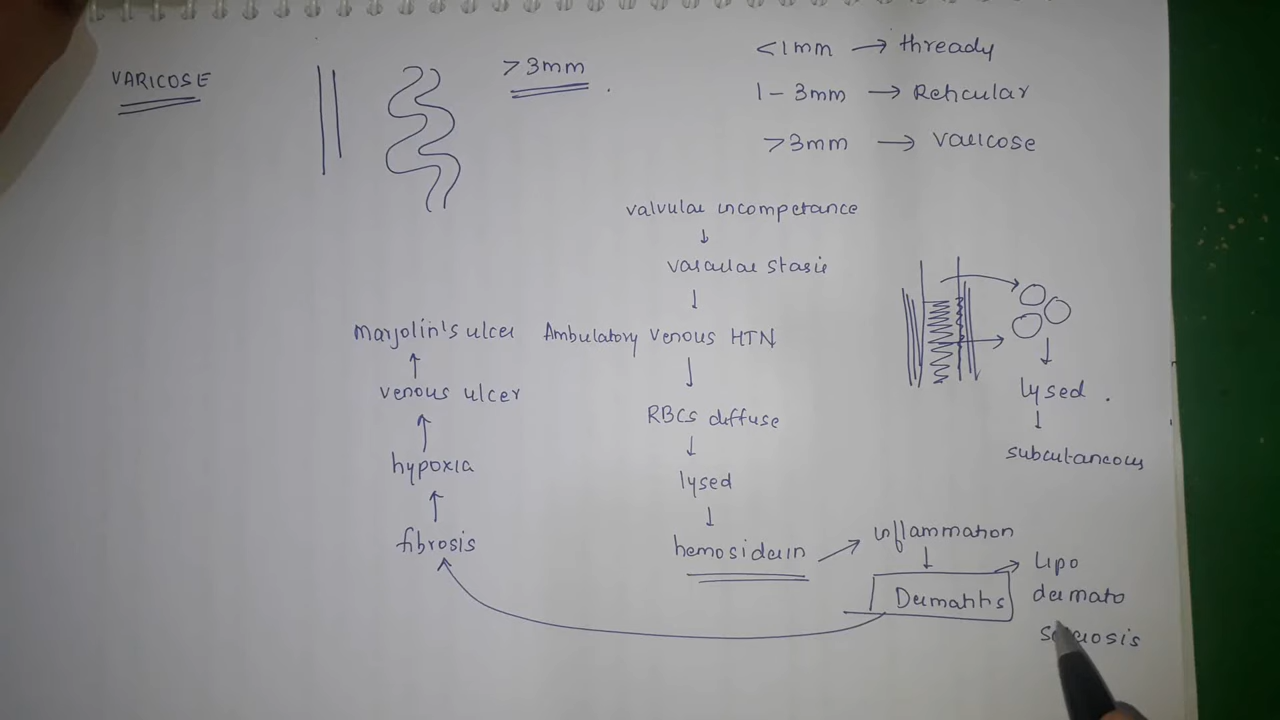 VARICOSE
>3mm
<1mm → thready
1 - 3mm → Reticular
>3mm → varicose
valvular incompetance
↓
vascular stasis
↓
Ambulatory venous HTN
↓
RBCs diffuse
↓
lysed
↓
hemosiderin → inflammation
↓
Dermatitis → Lipo
dermato
fibrosis
↑
hypoxia
↑
venous ulcer
↑
Marjolin's ulcer
lysed .
↓
subcutaneous